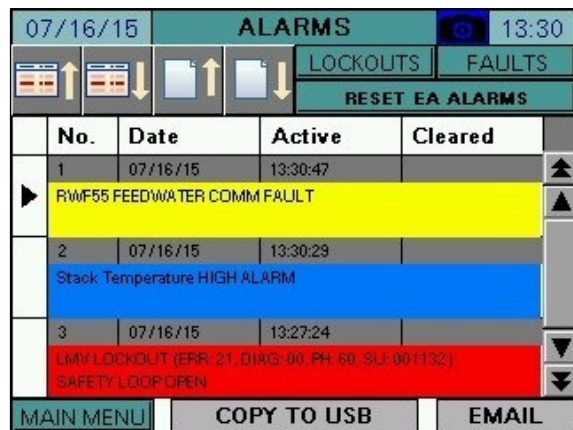 07/16/15 ALARMS 13:30
LOCKOUTS FAULTS
RESET EA ALARMS
No. Date Active Cleared
1 07/16/15 13:30:47
RWF55 FEEDWATER COMM FAULT
2 07/16/15 13:30:29
Stack Temperature HIGH ALARM
3 07/16/15 13:27:24
LMV LOCKOUT (ERR: 21, DIAG: 00, PH: 60, SU: 001132)
SAFETY LOOP OPEN
MAIN MENU COPY TO USB EMAIL